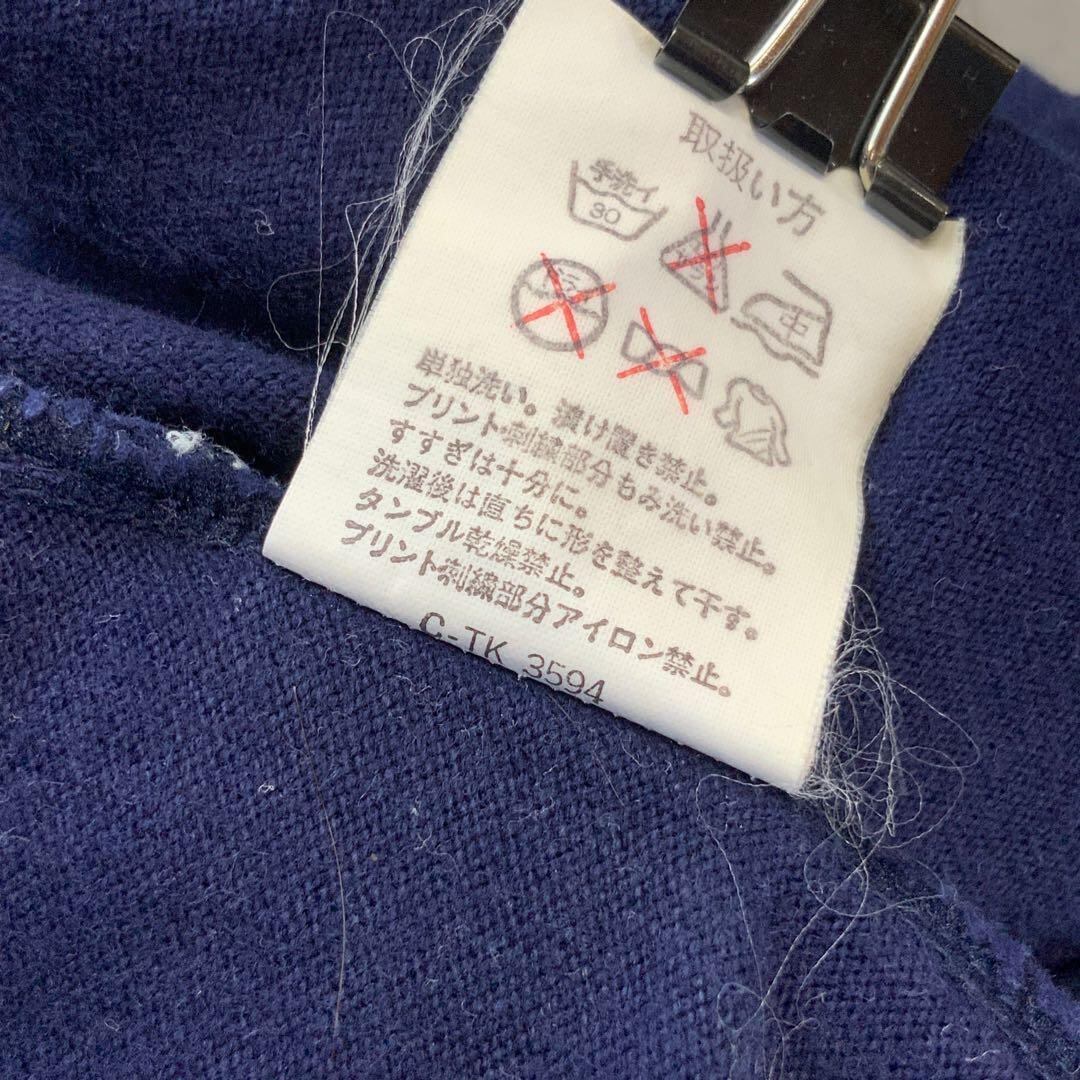 取扱い方
手洗イ
30
中
単独洗い。漬け置き禁止。
プリント・刺繍部分もみ洗い禁止。
すすぎは十分に。
洗濯後は直ちに形を整えて干す。
タンブル乾燥禁止。
プリント刺繍部分アイロン禁止。
C-TK 3594